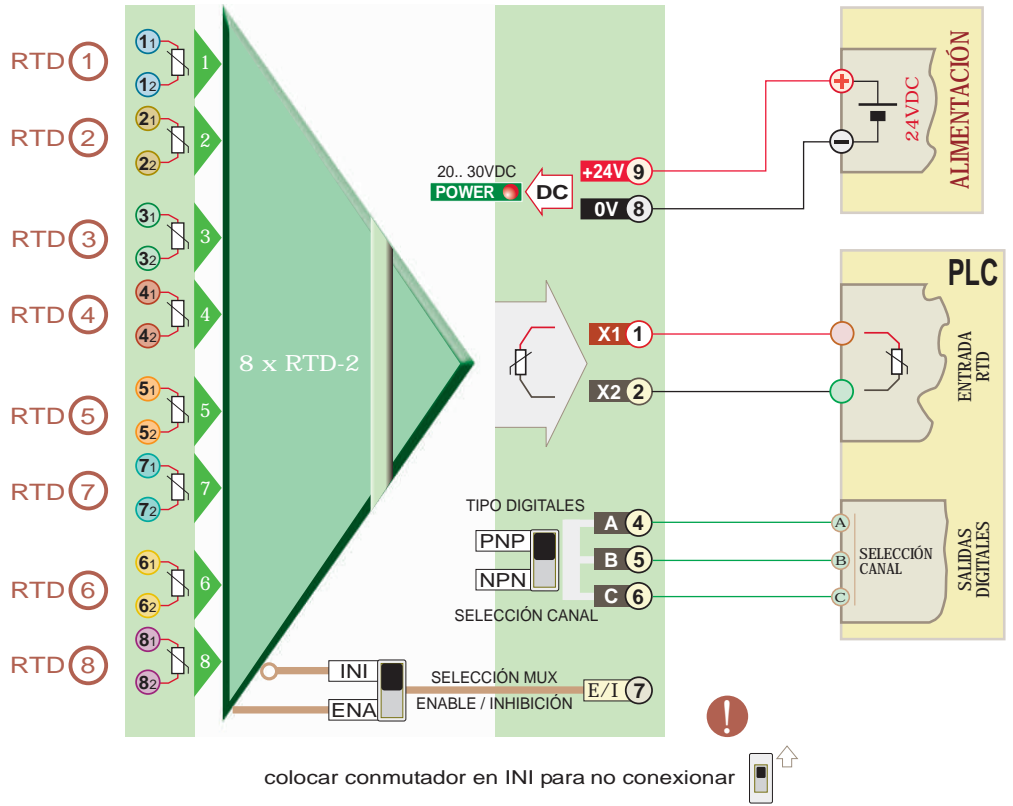 RTD 1
11
12
1
RTD 2
21
22
2
RTD 3
31
32
3
RTD 4
41
42
4
RTD 5
51
52
5
RTD 7
71
72
7
RTD 6
61
62
6
RTD 8
81
82
8
8 x RTD-2
20.. 30VDC
POWER
DC
+24V 9
0V 8
+
−
24VDC
ALIMENTACIÓN
X1 1
X2 2
PLC
ENTRADA
RTD
TIPO DIGITALES
PNP
NPN
SELECCIÓN CANAL
A 4
B 5
C 6
A
B
C
SELECCIÓN
CANAL
SALIDAS
DIGITALES
INI
ENA
SELECCIÓN MUX
ENABLE / INHIBICIÓN
E/I 7
!
colocar conmutador en INI para no conexionar